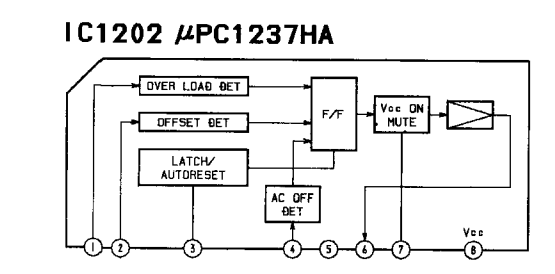 IC1202 μPC1237HA
OVER LOAD DET
OFFSET DET
LATCH/
AUTORESET
AC OFF
DET
F/F
Vcc ON
MUTE
Vcc
1 2 3 4 5 6 7 8